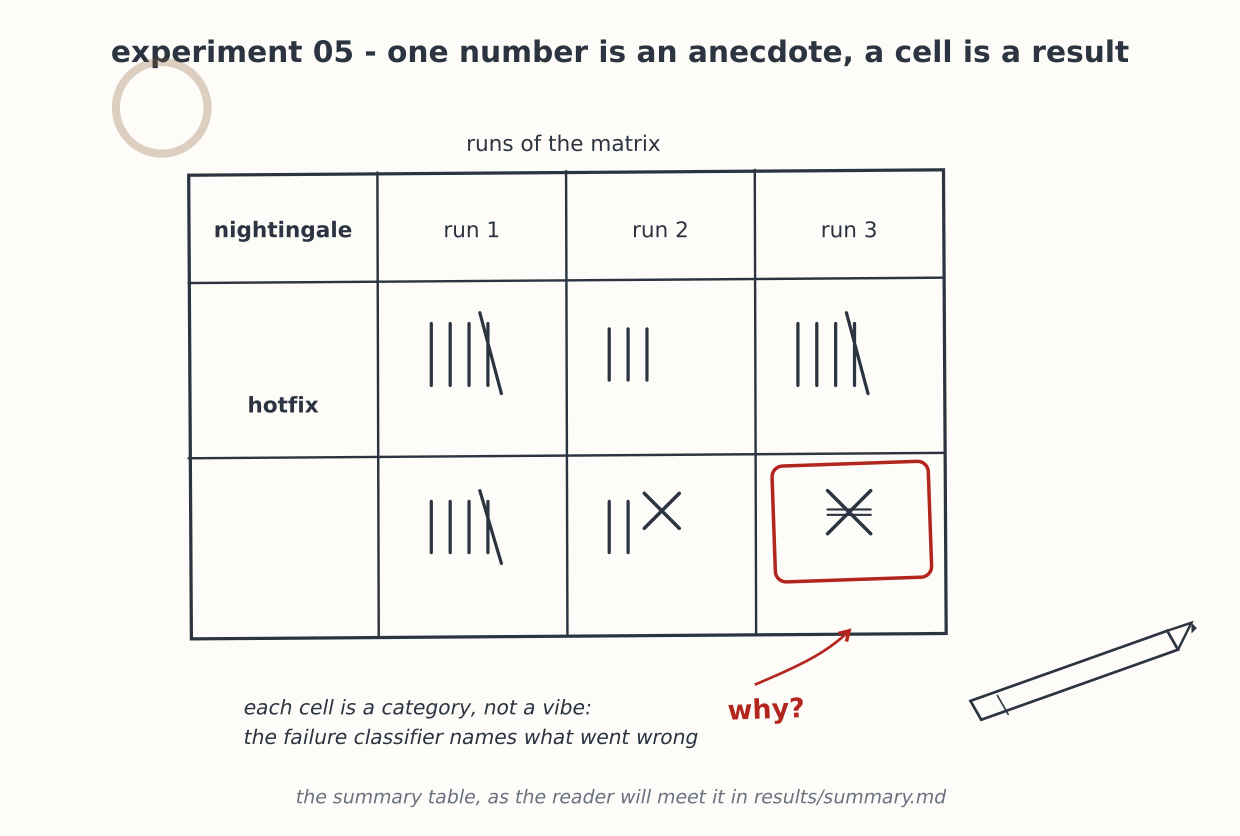 experiment 05 - one number is an anecdote, a cell is a result
runs of the matrix
nightingale
run 1
run 2
run 3
hotfix
why?
each cell is a category, not a vibe:
the failure classifier names what went wrong
the summary table, as the reader will meet it in results/summary.md